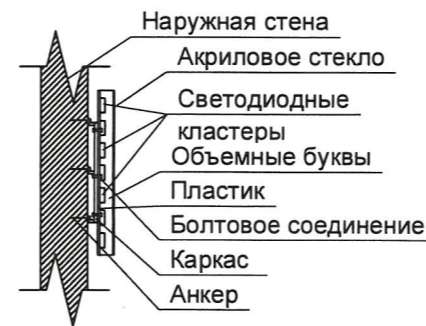 Наружная стена
Акриловое стекло
Светодиодные
кластеры
Объемные буквы
Пластик
Болтовое соединение
Каркас
Анкер